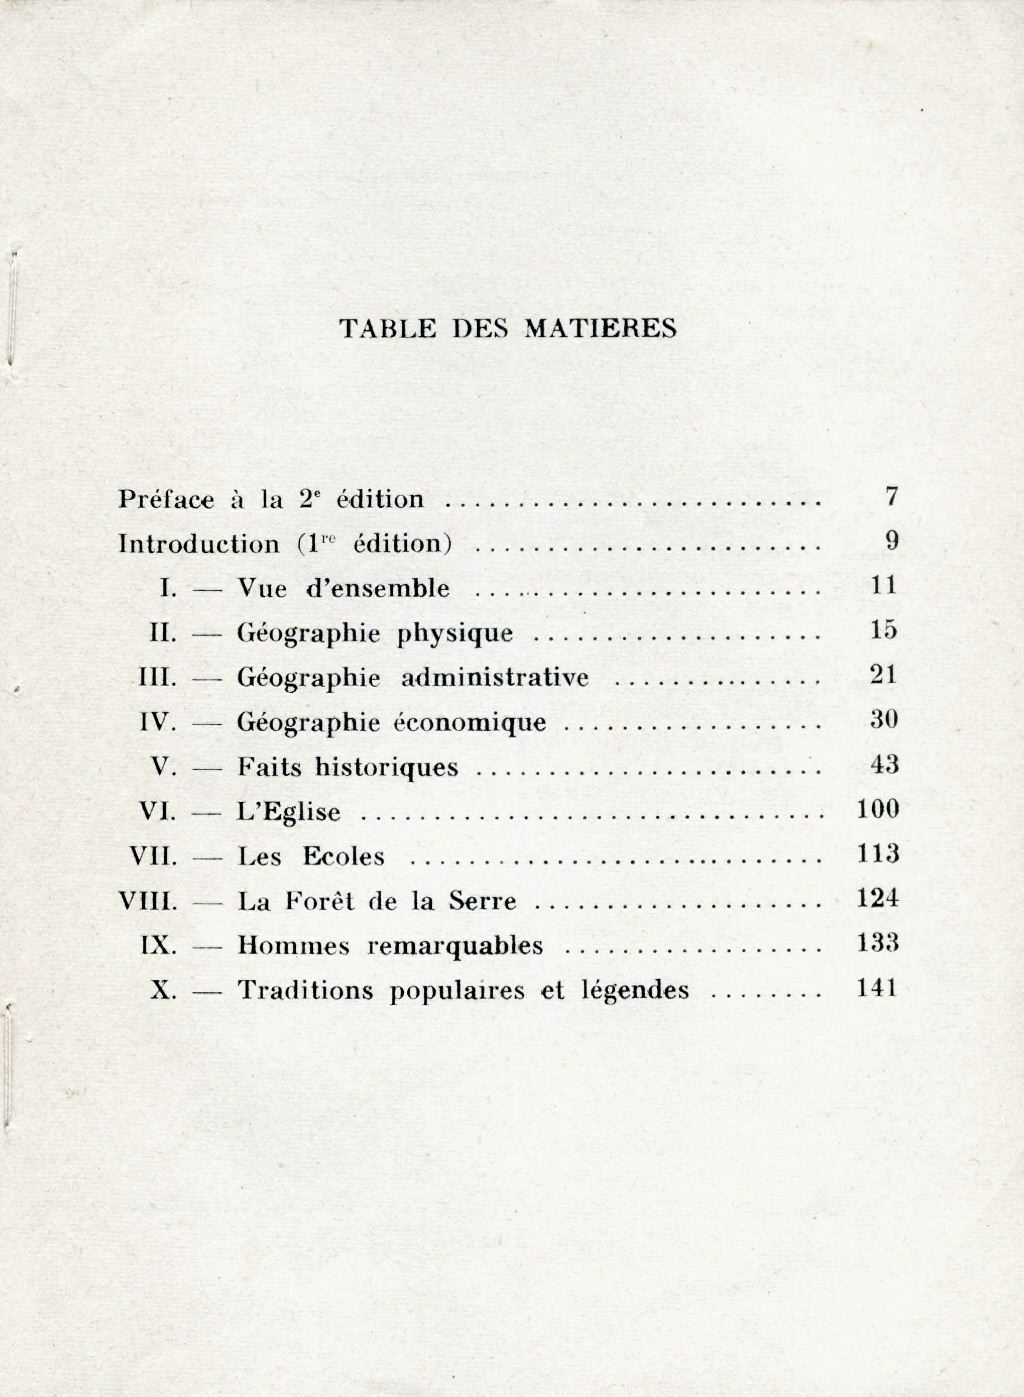 TABLE DES MATIERES
Préface à la 2e édition .......................... 7
Introduction (1re édition) ........................ 9
I. — Vue d'ensemble ........................ 11
II. — Géographie physique .................... 15
III. — Géographie administrative ............... 21
IV. — Géographie économique .................. 30
V. — Faits historiques ........................ 43
VI. — L'Eglise ................................ 100
VII. — Les Ecoles ............................. 113
VIII. — La Forêt de la Serre .................... 124
IX. — Hommes remarquables .................. 133
X. — Traditions populaires et légendes ........ 141